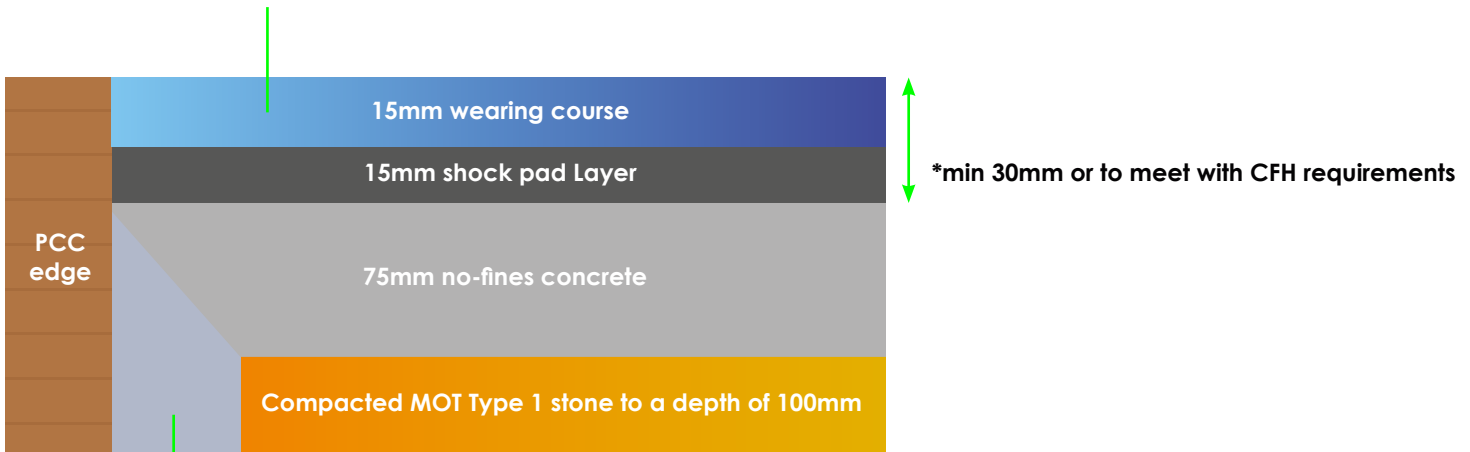 15mm wearing course
15mm shock pad Layer
*min 30mm or to meet with CFH requirements
PCC
edge
75mm no-fines concrete
Compacted MOT Type 1 stone to a depth of 100mm